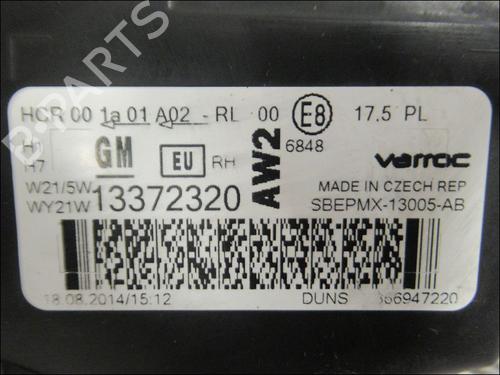 HCR 00 1a 01 A02 - RL 00 E8 17.5 PL
H1
H7
GM
EU RH
AW2
6848
varroc
W21/5W
WY21W
13372320
MADE IN CZECH REP
SBEPMX-13005-AB
18.08.2014/15:12
DUNS
B-PARTS